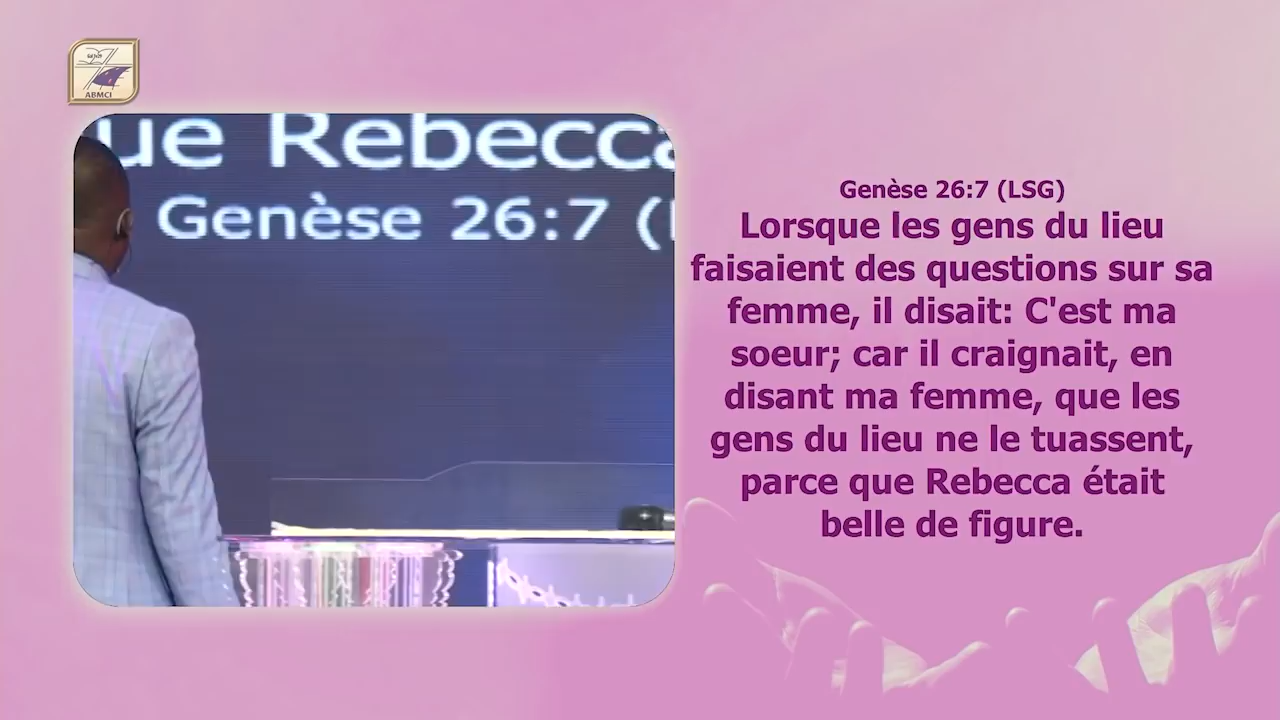 ABMCI
ue Rebecca
Genèse 26:7 (
Genèse 26:7 (LSG)
Lorsque les gens du lieu
faisaient des questions sur sa
femme, il disait: C'est ma
soeur; car il craignait, en
disant ma femme, que les
gens du lieu ne le tuassent,
parce que Rebecca était
belle de figure.